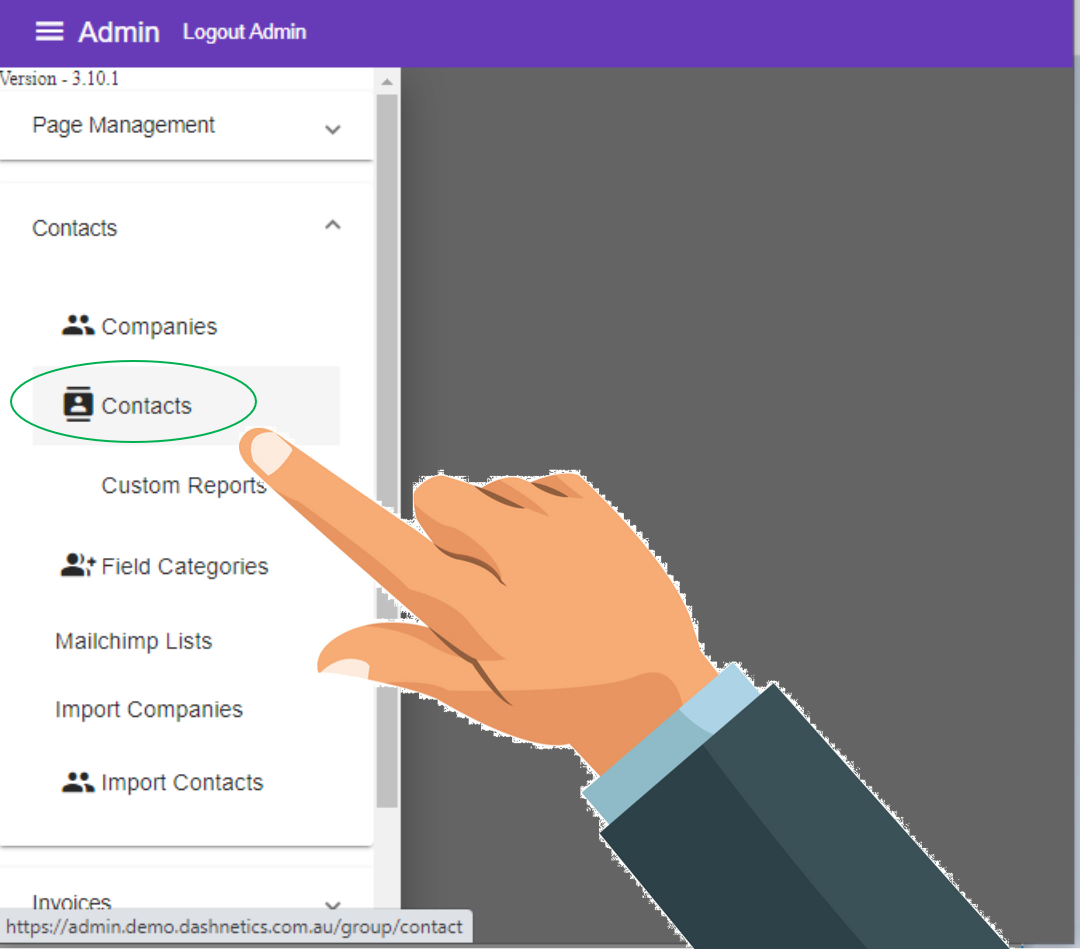 Admin Logout Admin
Version - 3.10.1
Page Management
Contacts
Companies
Contacts
Custom Reports
Field Categories
Mailchimp Lists
Import Companies
Import Contacts
Invoices
https://admin.demo.dashnetics.com.au/group/contact